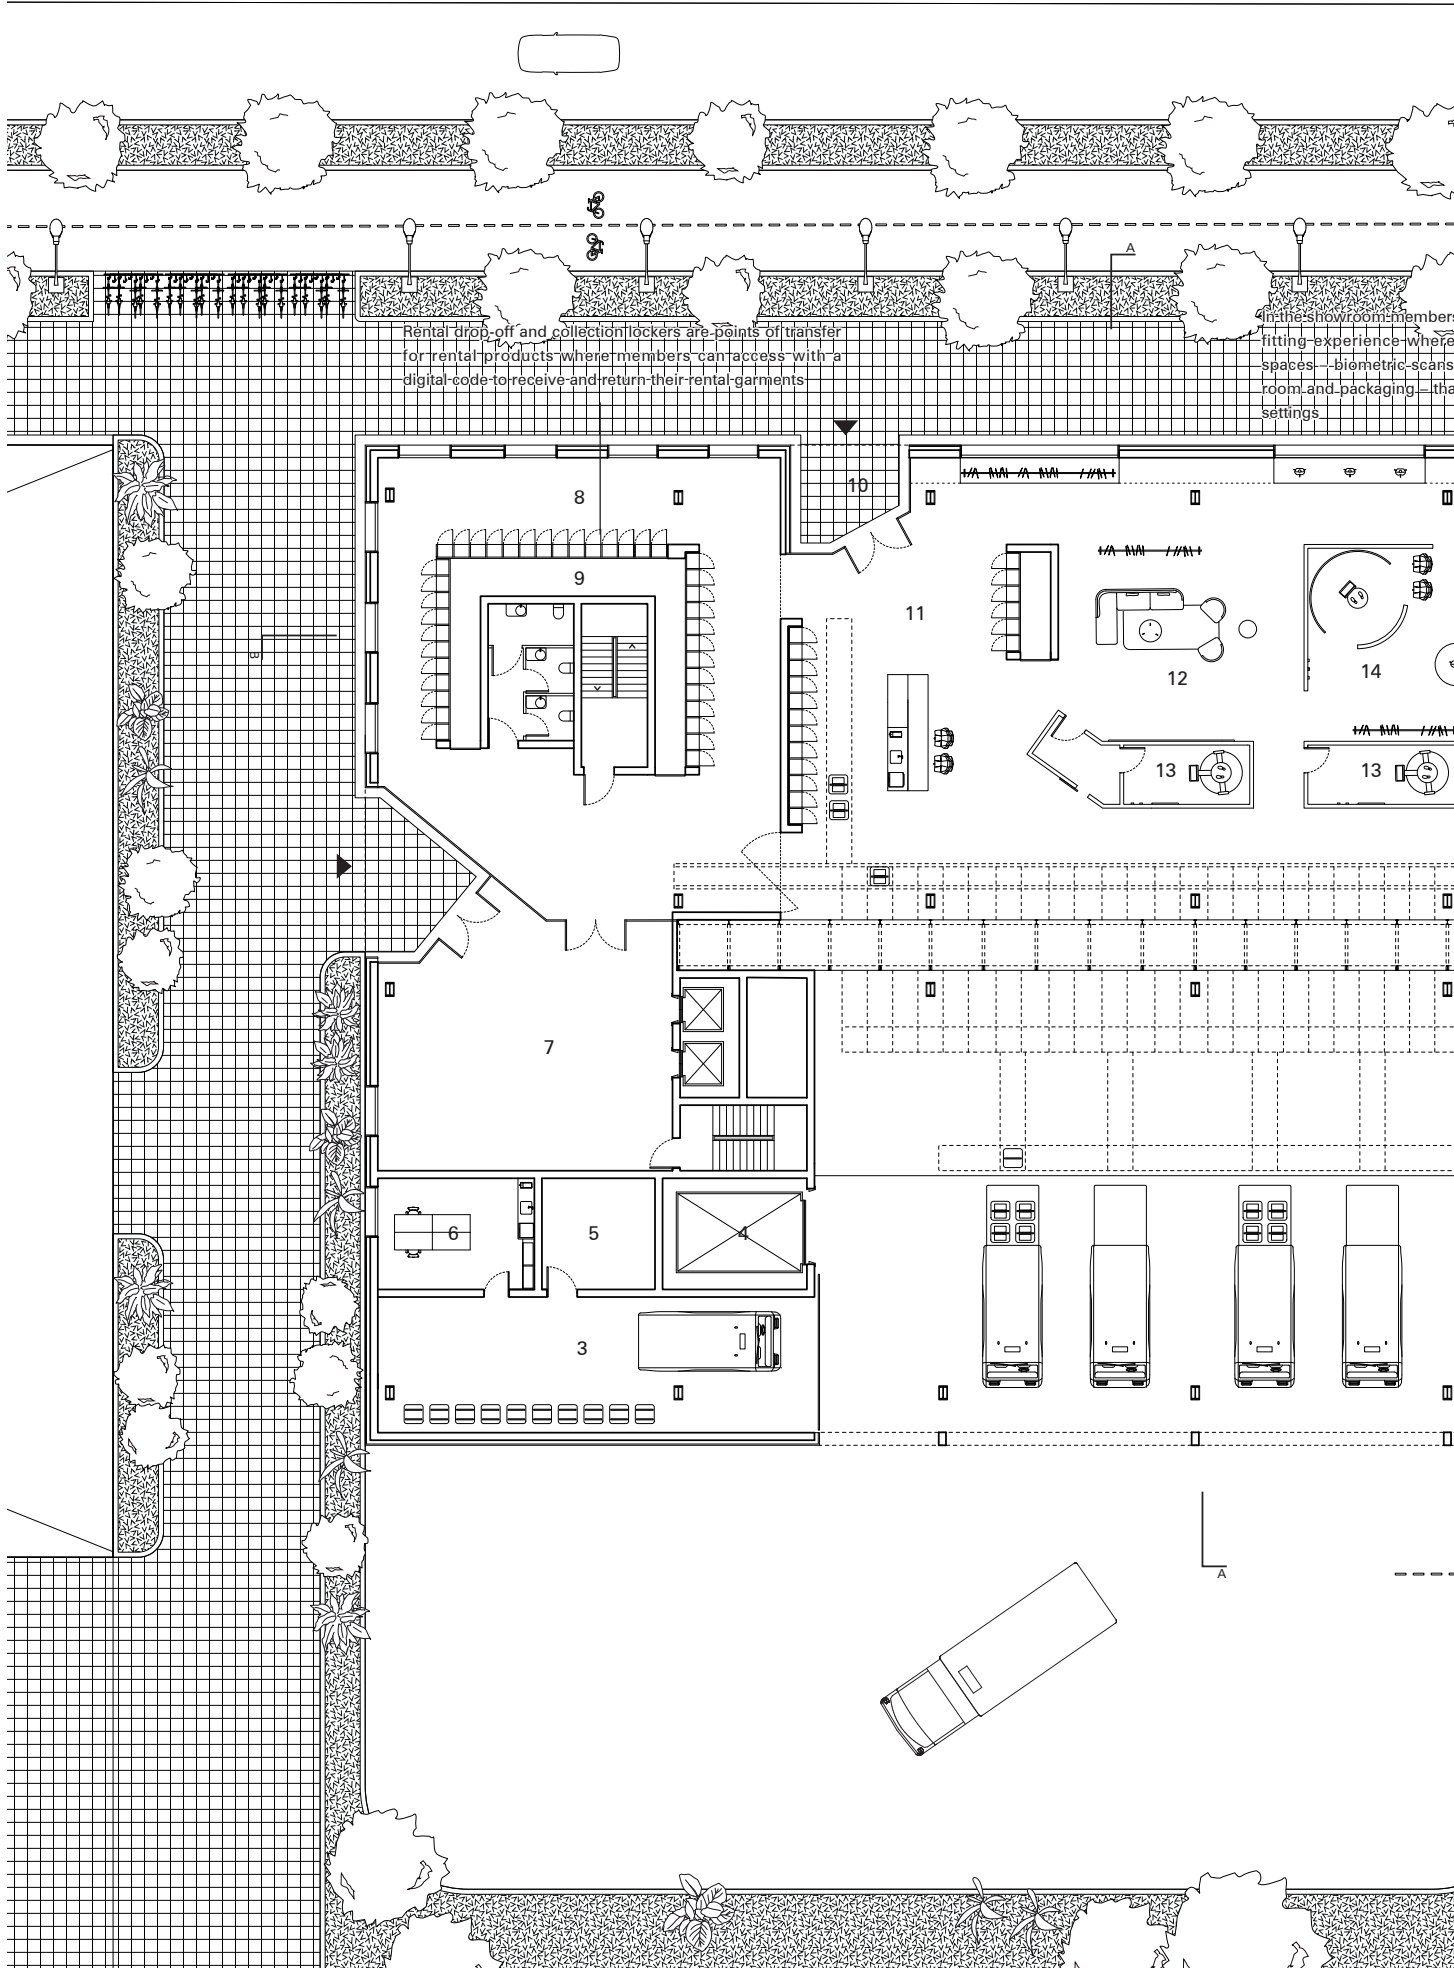 A
Rental drop-off and collection lockers are points of transfer
for rental products where members can access with a
digital code to receive and return their rental garments
In the showroom members
fitting experience where
spaces – biometric scans
room and packaging – tha
settings
10
8
9
11
B
12
14
13
13
7
6
5
4
3
A